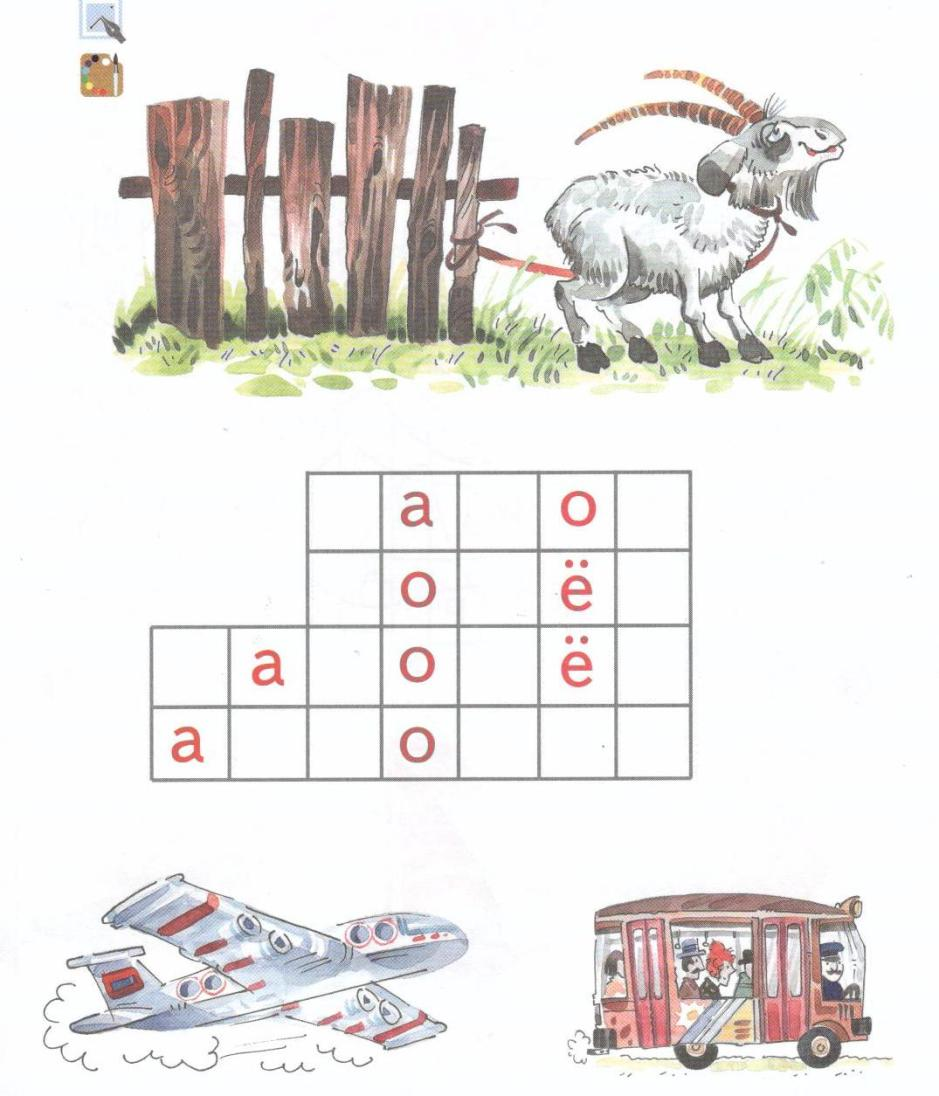 а о
о ё
а о ё
а о